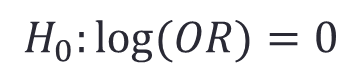 H₀: log(OR) = 0